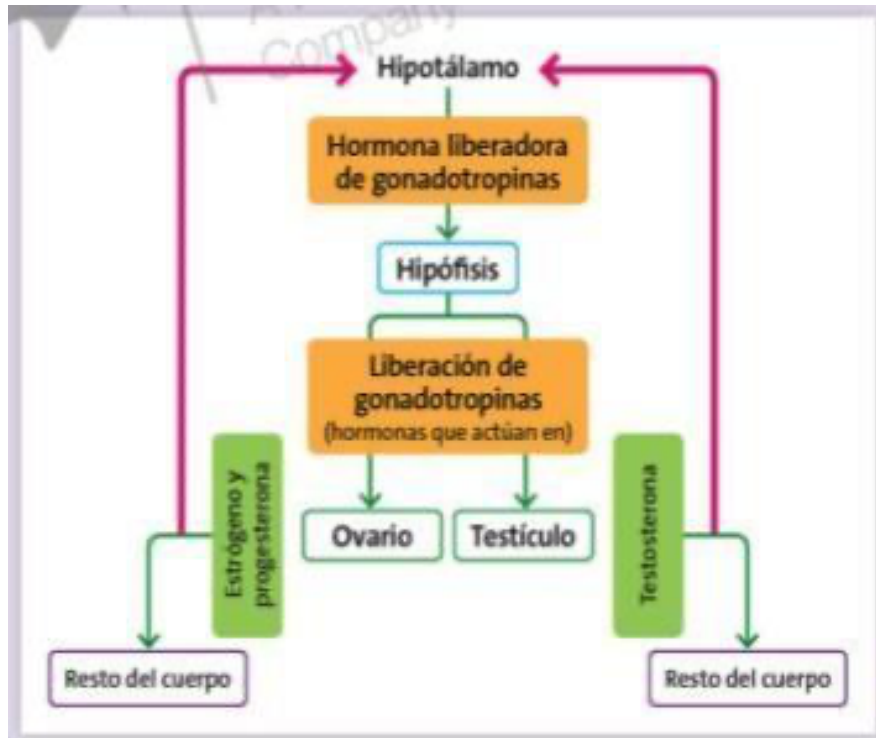 Company
Hipotálamo
Hormona liberadora
de gonadotropinas
Hipófisis
Liberación de
gonadotropinas
(hormonas que actúan en)
Estrógeno y
progesterona
Ovario
Testículo
Testosterona
Resto del cuerpo
Resto del cuerpo